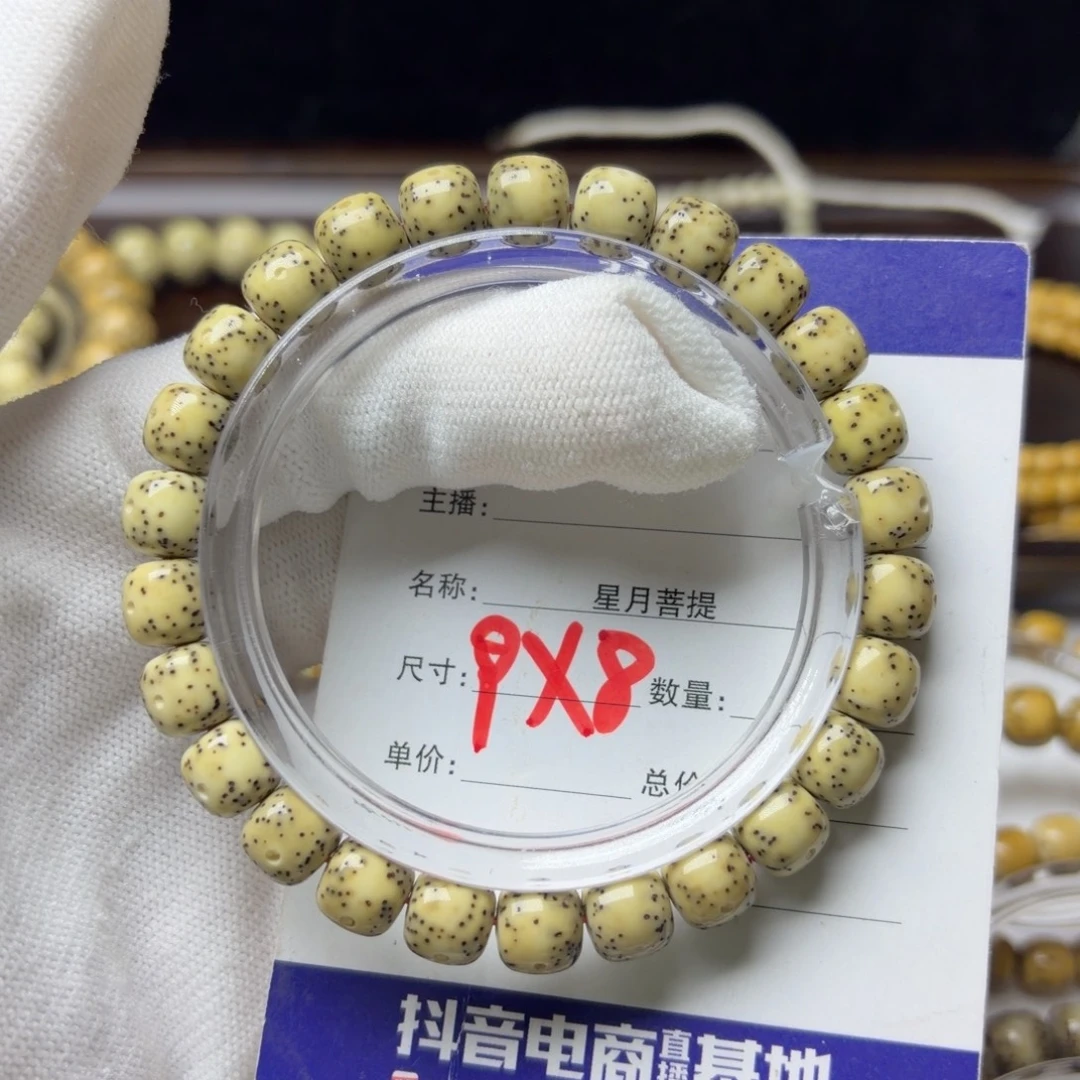 主播:
名称: 星月菩提
尺寸: 9X8 数量:
单价: 总价
抖音电商直播基地